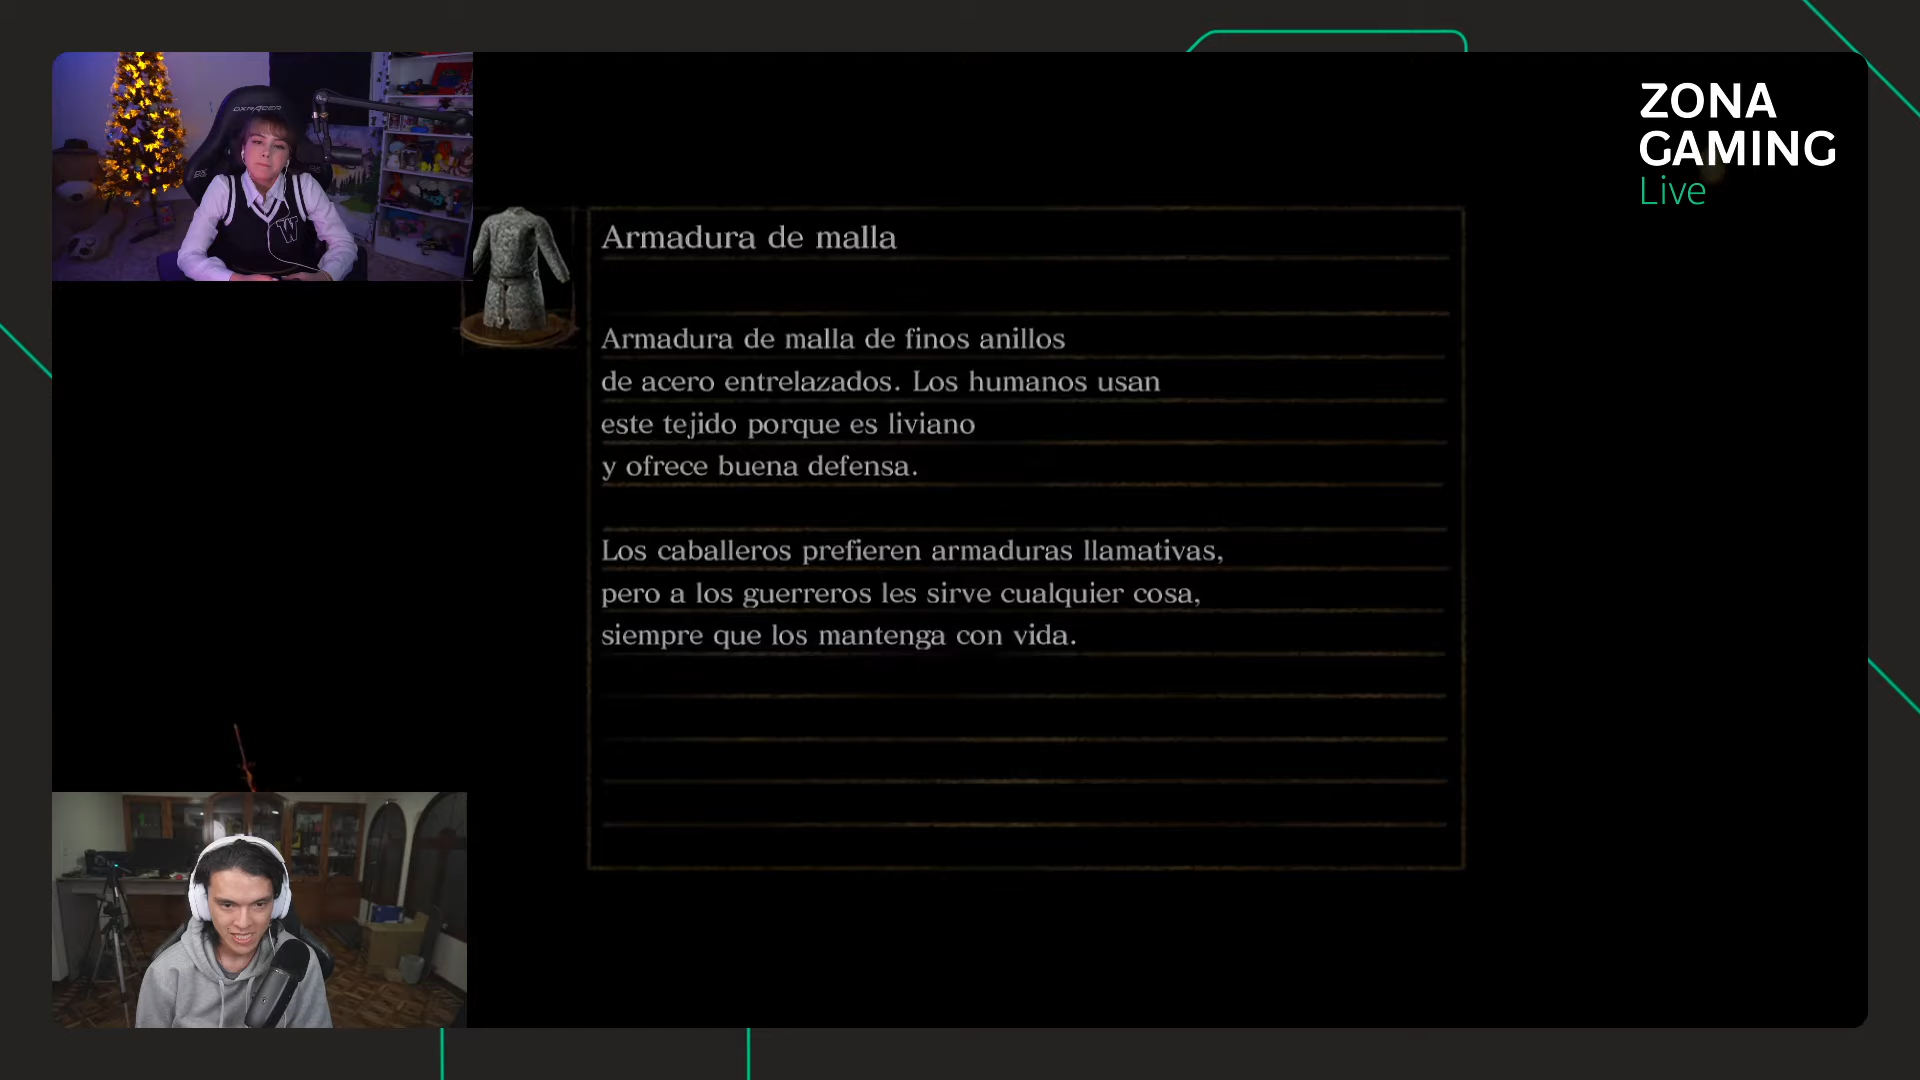 ZONA
GAMING
Live
DXRACER
W
Armadura de malla
Armadura de malla de finos anillos
de acero entrelazados. Los humanos usan
este tejido porque es liviano
y ofrece buena defensa.
Los caballeros prefieren armaduras llamativas,
pero a los guerreros les sirve cualquier cosa,
siempre que los mantenga con vida.